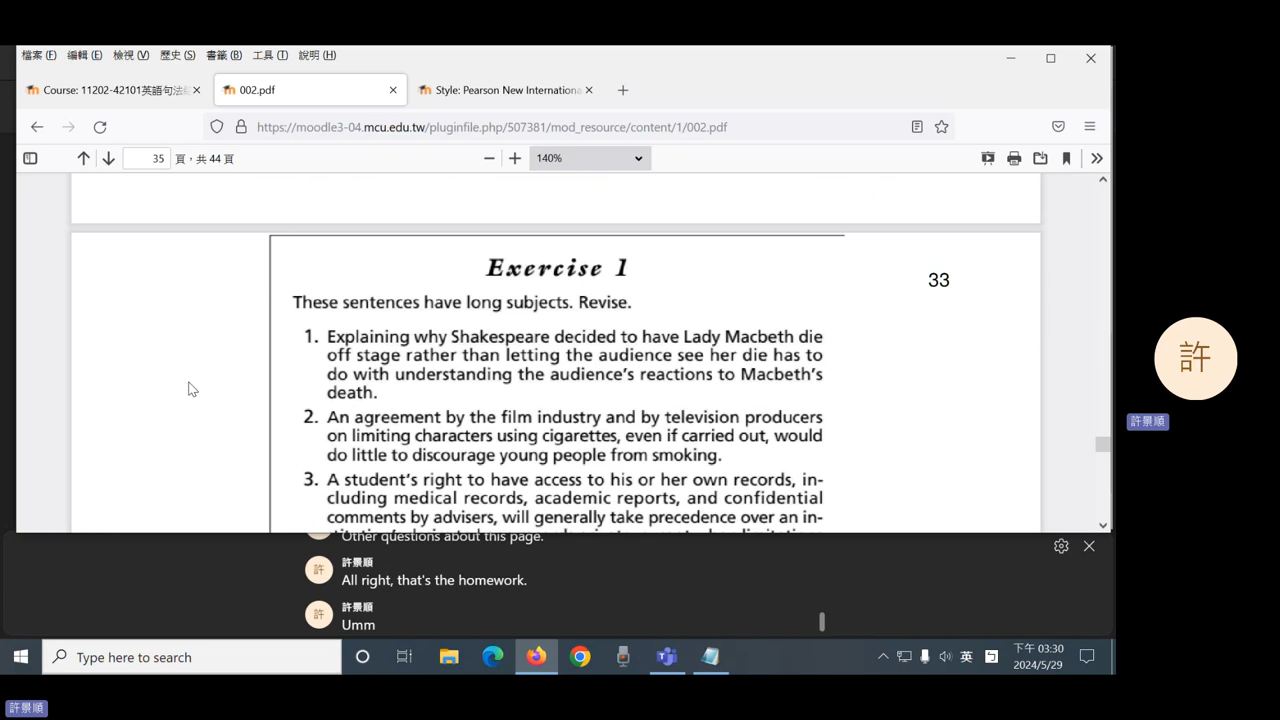 檔案 (F) 編輯 (E) 檢視 (V) 歷史 (S) 書籤 (B) 工具 (T) 說明 (H)
Course: 11202-42101英語句法
002.pdf
Style: Pearson New Internationa
https://moodle3-04.mcu.edu.tw/pluginfile.php/507381/mod_resource/content/1/002.pdf
35 頁，共 44 頁
140%
Exercise 1
33
These sentences have long subjects. Revise.
1. Explaining why Shakespeare decided to have Lady Macbeth die
off stage rather than letting the audience see her die has to
do with understanding the audience's reactions to Macbeth's
death.
2. An agreement by the film industry and by television producers
on limiting characters using cigarettes, even if carried out, would
do little to discourage young people from smoking.
3. A student's right to have access to his or her own records, in-
cluding medical records, academic reports, and confidential
comments by advisers, will generally take precedence over an in-
許
許景順
Other questions about this page.
許
許景順
All right, that's the homework.
許
許景順
Umm
Type here to search
英
下午 03:30
2024/5/29
許景順